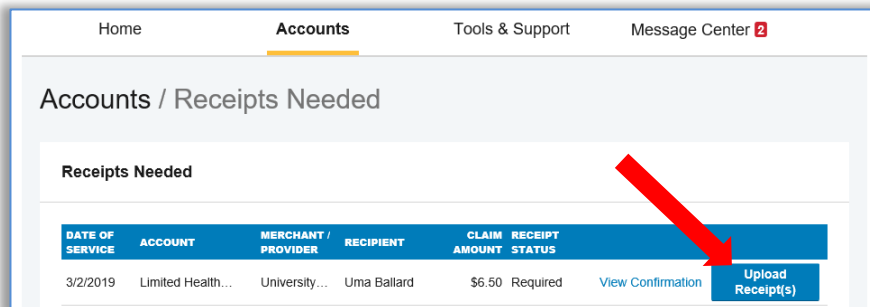 Home Accounts Tools & Support Message Center 2
Accounts / Receipts Needed
Receipts Needed
DATE OF SERVICE ACCOUNT MERCHANT / PROVIDER RECIPIENT CLAIM AMOUNT RECEIPT STATUS
3/2/2019 Limited Health... University... Uma Ballard $6.50 Required View Confirmation Upload Receipt(s)